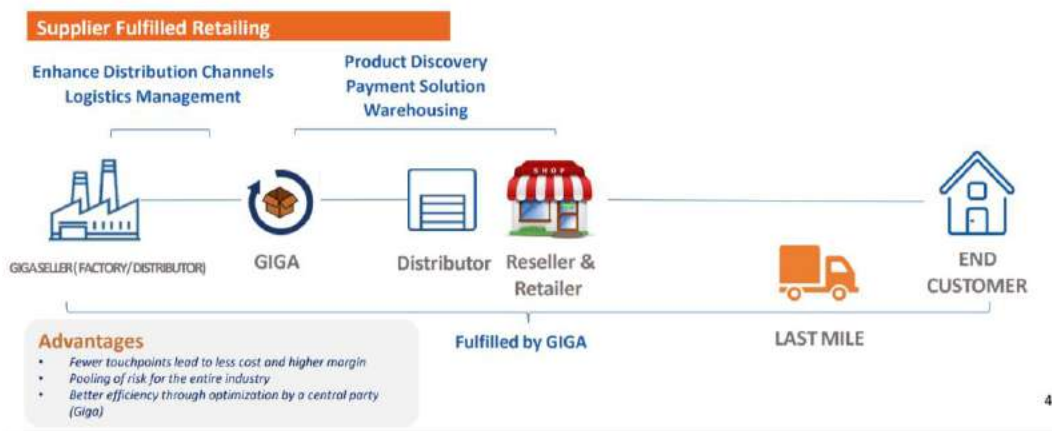 Supplier Fulfilled Retailing
Enhance Distribution Channels
Logistics Management
Product Discovery
Payment Solution
Warehousing
SHOP
GIGASELLER ( FACTORY/ DISTRIBUTOR)
GIGA
Distributor
Reseller &
Retailer
LAST MILE
END
CUSTOMER
Fulfilled by GIGA
Advantages
• Fewer touchpoints lead to less cost and higher margin
• Pooling of risk for the entire industry
• Better efficiency through optimization by a central party
(Giga)
4